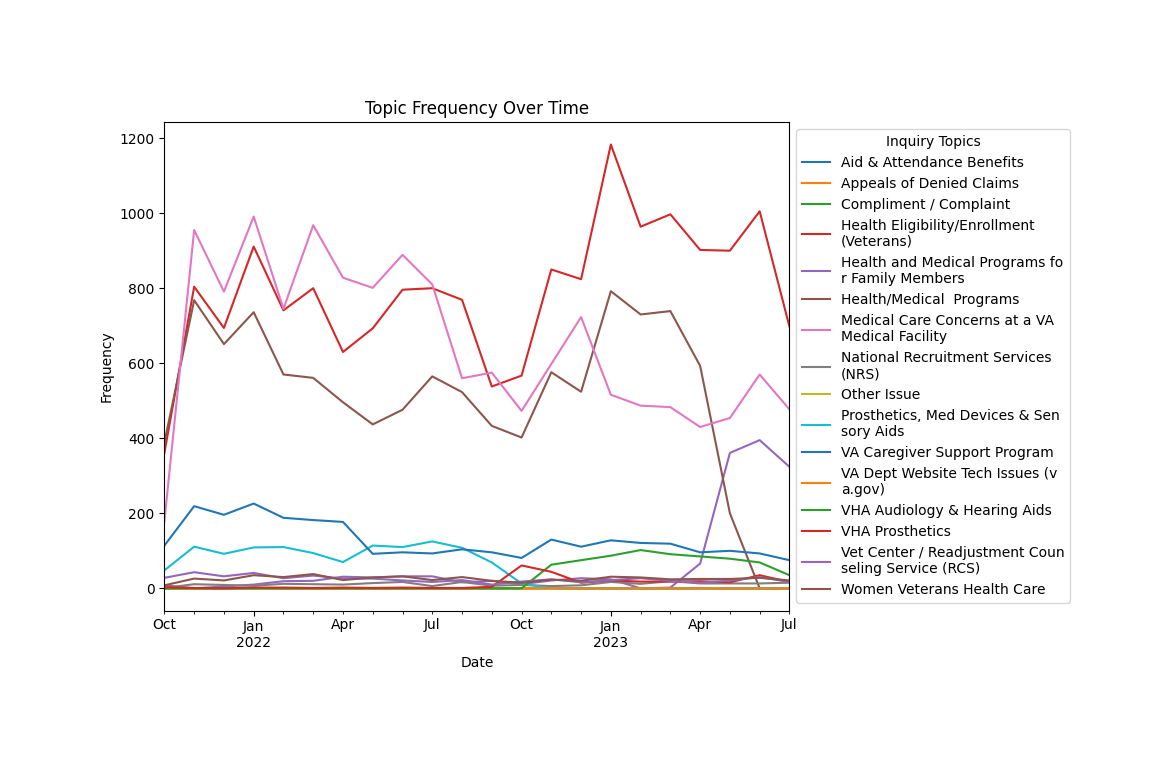 Topic Frequency Over Time
1200
1000
800
600
400
200
0
Frequency
Oct
Jan
2022
Apr
Jul
Oct
Jan
2023
Apr
Jul
Date
Inquiry Topics
Aid & Attendance Benefits
Appeals of Denied Claims
Compliment / Complaint
Health Eligibility/Enrollment
(Veterans)
Health and Medical Programs fo
r Family Members
Health/Medical  Programs
Medical Care Concerns at a VA
Medical Facility
National Recruitment Services
(NRS)
Other Issue
Prosthetics, Med Devices & Sen
sory Aids
VA Caregiver Support Program
VA Dept Website Tech Issues (v
a.gov)
VHA Audiology & Hearing Aids
VHA Prosthetics
Vet Center / Readjustment Coun
seling Service (RCS)
Women Veterans Health Care